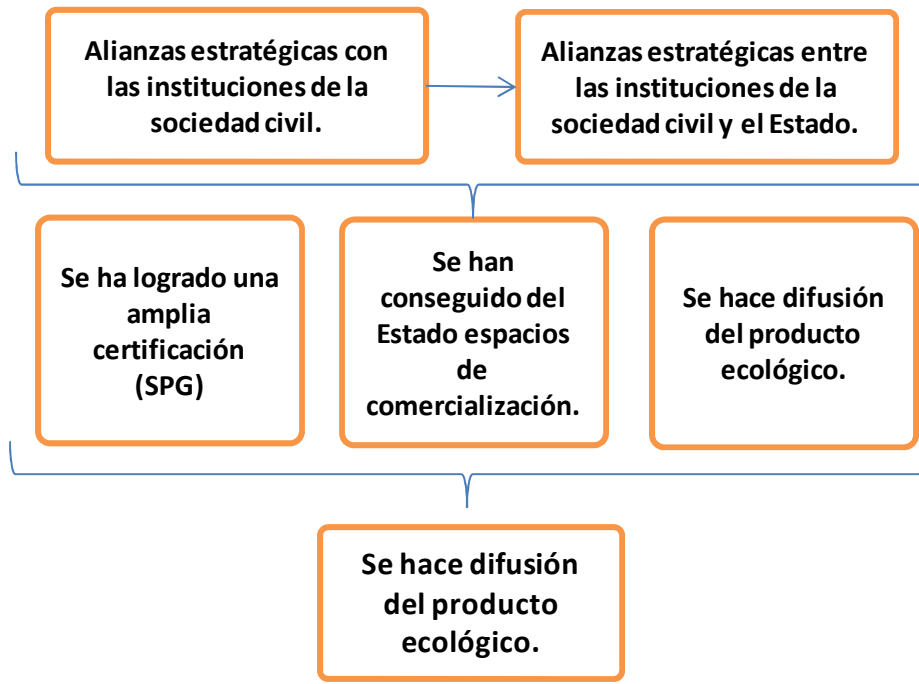 Alianzas estratégicas con
las instituciones de la
sociedad civil.
Alianzas estratégicas entre
las instituciones de la
sociedad civil y el Estado.
Se ha logrado una
amplia
certificación
(SPG)
Se han
conseguido del
Estado espacios
de
comercialización.
Se hace difusión
del producto
ecológico.
Se hace difusión
del producto
ecológico.